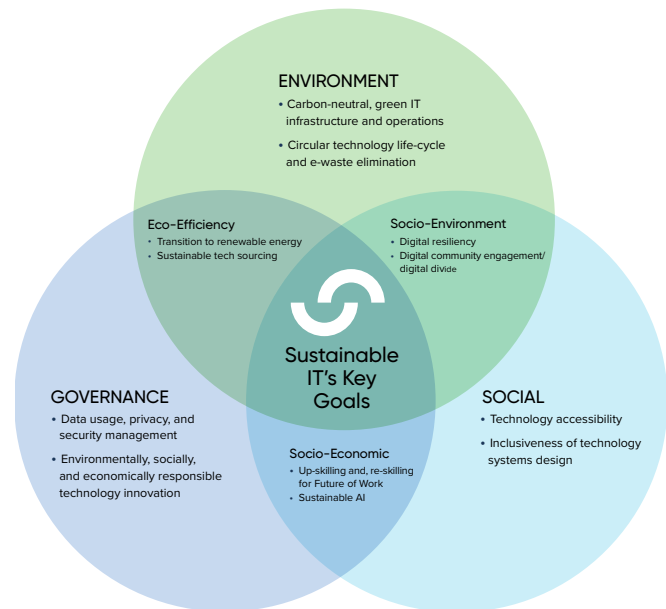 ENVIRONMENT
• Carbon-neutral, green IT
infrastructure and operations
• Circular technology life-cycle
and e-waste elimination
Eco-Efficiency
• Transition to renewable energy
• Sustainable tech sourcing
Socio-Environment
• Digital resiliency
• Digital community engagement/
digital divide
Sustainable
IT's Key
Goals
GOVERNANCE
• Data usage, privacy, and
security management
• Environmentally, socially,
and economically responsible
technology innovation
Socio-Economic
• Up-skilling and, re-skilling
for Future of Work
• Sustainable AI
SOCIAL
• Technology accessibility
• Inclusiveness of technology
systems design